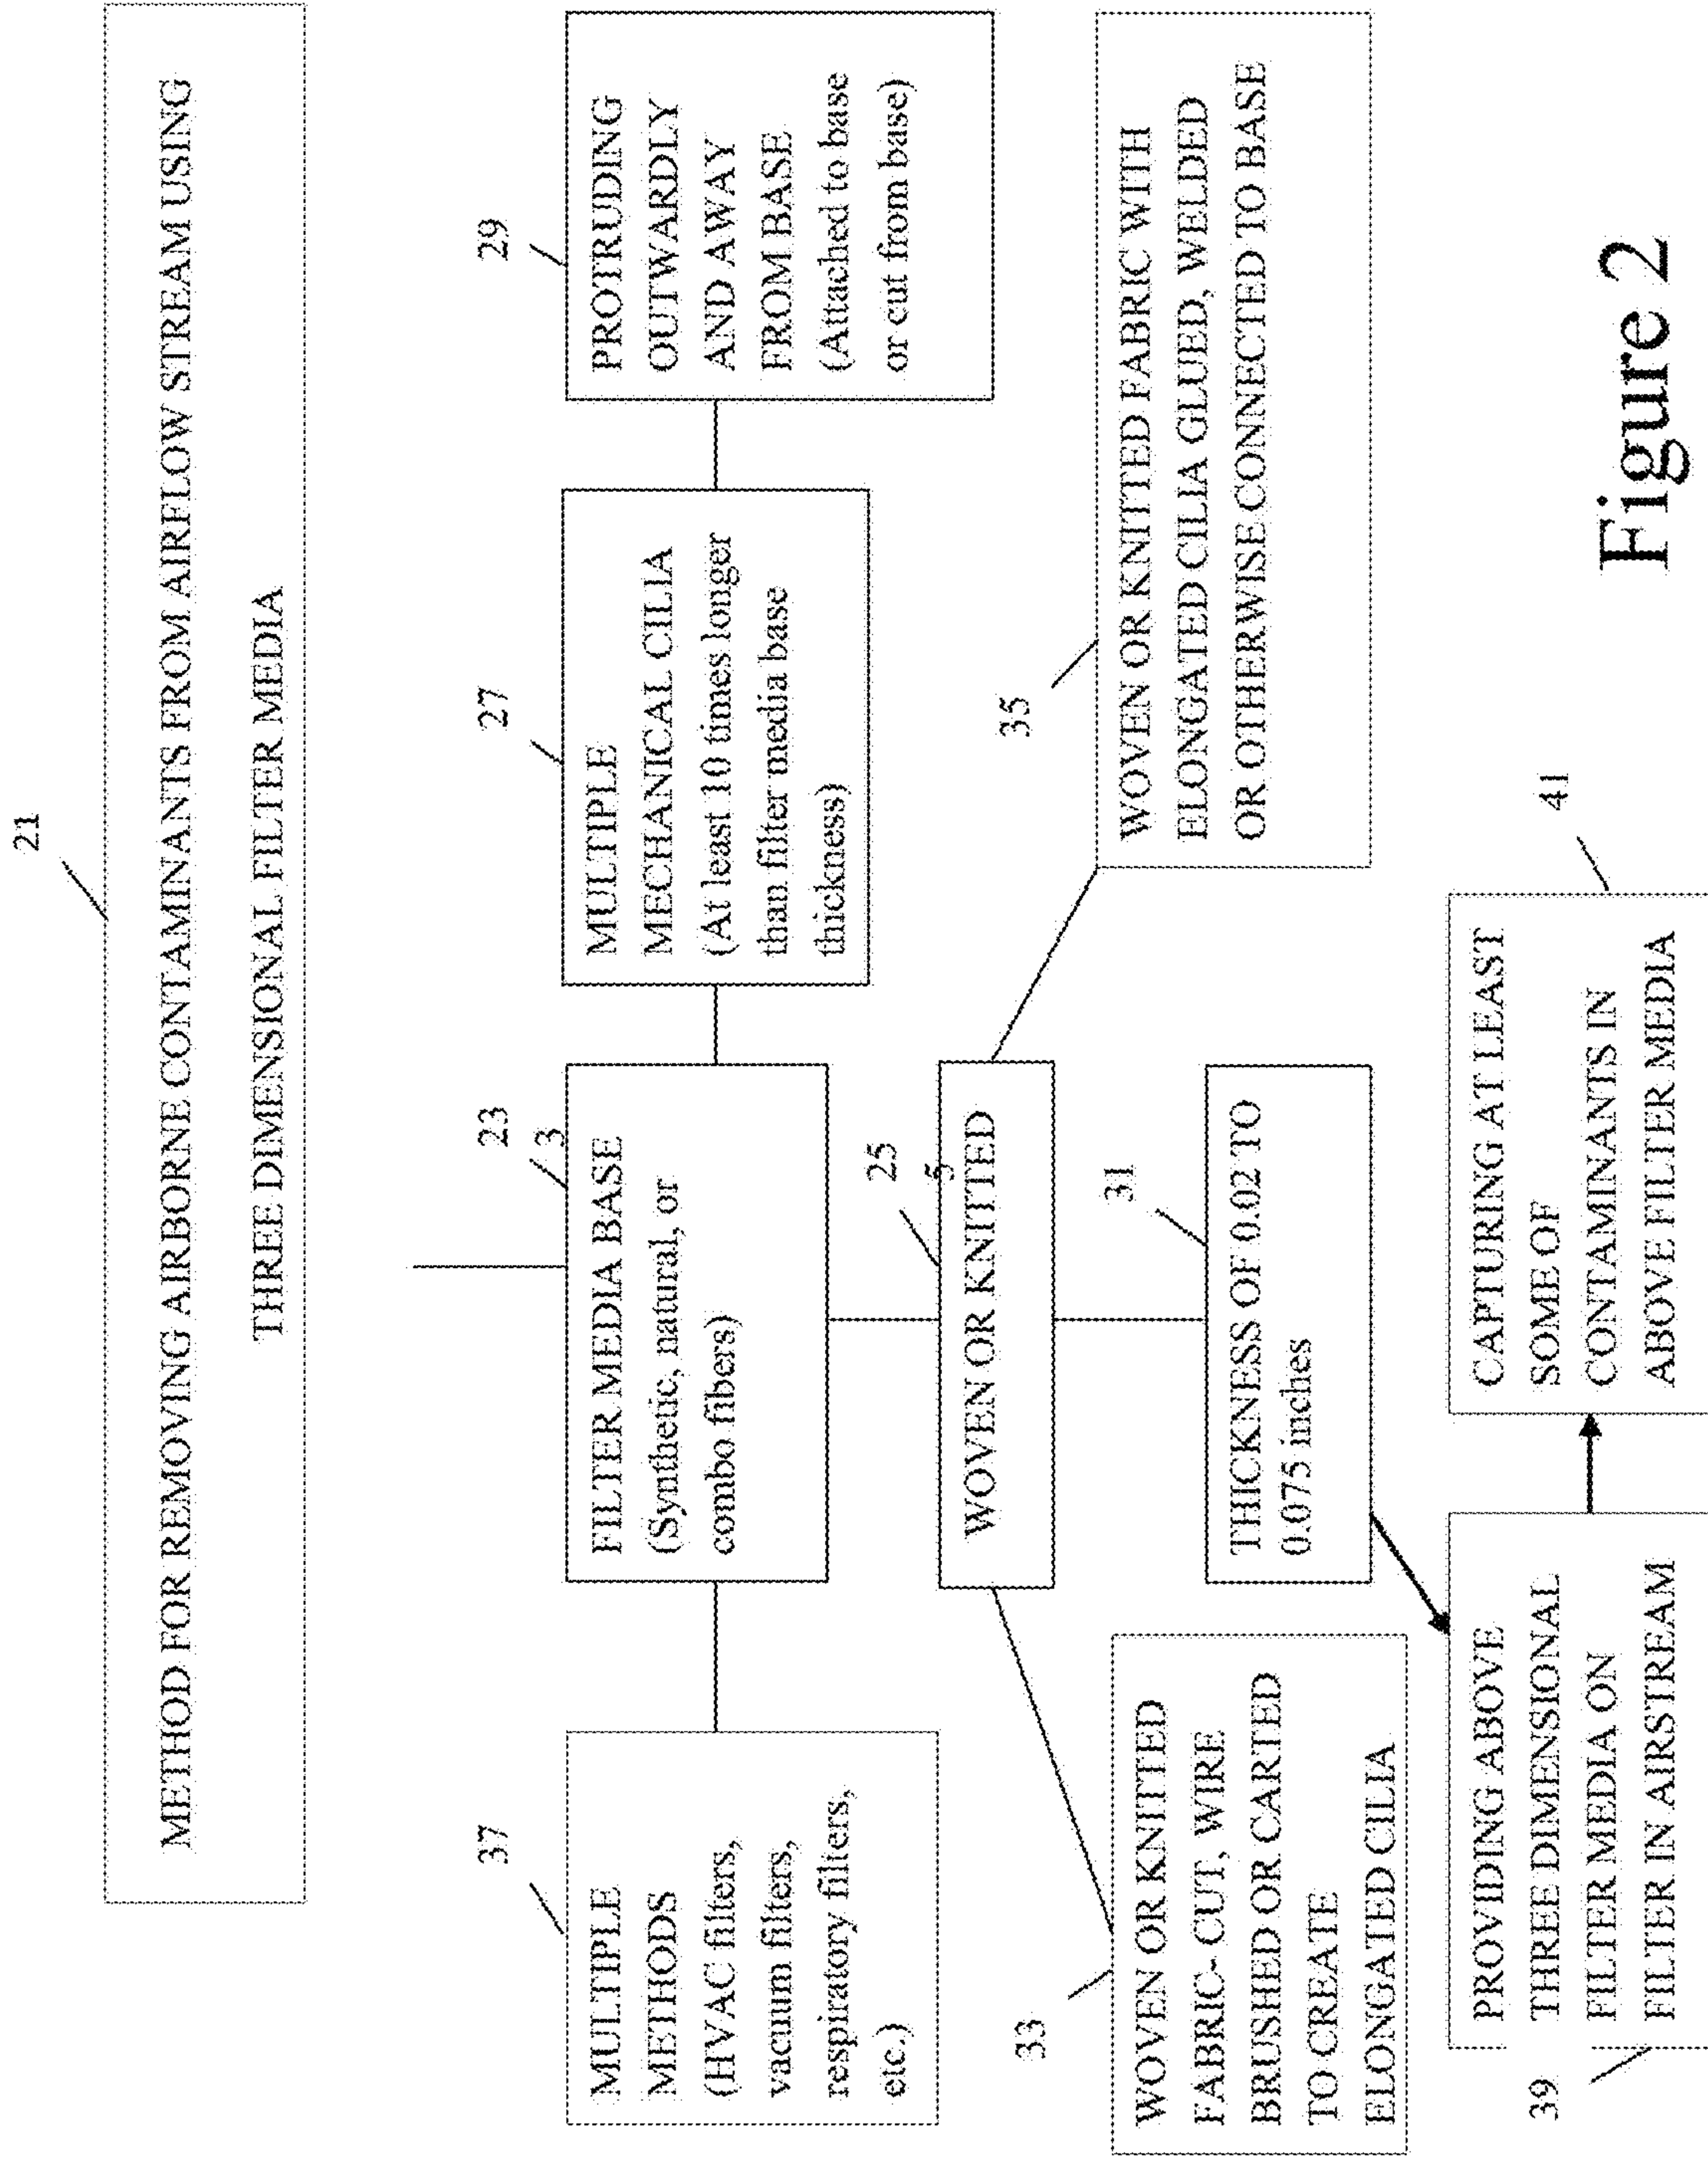 21
METHOD FOR REMOVING AIRBORNE CONTAMINANTS FROM AIRFLOW STREAM USING
THREE DIMENSIONAL FILTER MEDIA
37
MULTIPLE
METHODS
(HVAC filters,
vacuum filters,
respiratory filters,
etc.)
23
3
FILTER MEDIA BASE
(Synthetic, natural, or
combo fibers)
27
MULTIPLE
MECHANICAL CILIA
(At least 10 times longer
than filter media base
thickness)
29
PROTRUDING
OUTWARDLY
AND AWAY
FROM BASE
(Attached to base
or cut from base)
25
5
WOVEN OR KNITTED
33
WOVEN OR KNITTED
FABRIC-CUT, WIRE
BRUSHED OR CARTED
TO CREATE
ELONGATED CILIA
31
THICKNESS OF 0.02 TO
0.075 inches
35
WOVEN OR KNITTED FABRIC WITH
ELONGATED CILIA GLUED, WELDED
OR OTHERWISE CONNECTED TO BASE
39
PROVIDING ABOVE
THREE DIMENSIONAL
FILTER MEDIA ON
FILTER IN AIRSTREAM
41
CAPTURING AT LEAST
SOME OF
CONTAMINANTS IN
ABOVE FILTER MEDIA
Figure 2